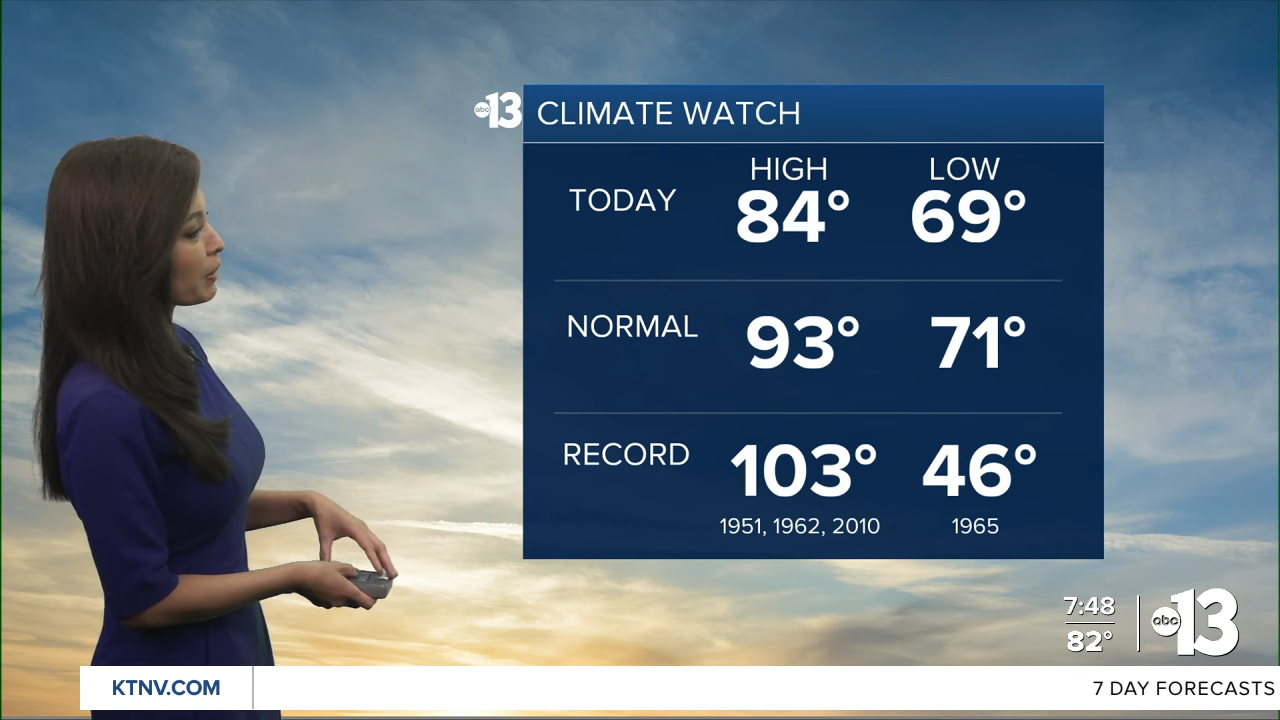 abc 13 CLIMATE WATCH
HIGH LOW
TODAY 84° 69°
NORMAL 93° 71°
RECORD 103° 46°
1951, 1962, 2010 1965
7:48
82°
abc 13
KTNV.COM 7 DAY FORECASTS